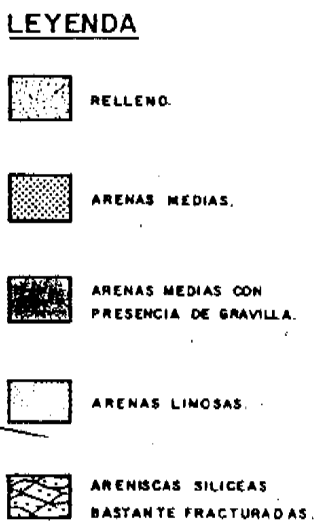 LEYENDA
RELLENO.
ARENAS MEDIAS.
ARENAS MEDIAS CON
PRESENCIA DE GRAVILLA.
ARENAS LIMOSAS.
ARENISCAS SILICEAS
BASTANTE FRACTURADAS.